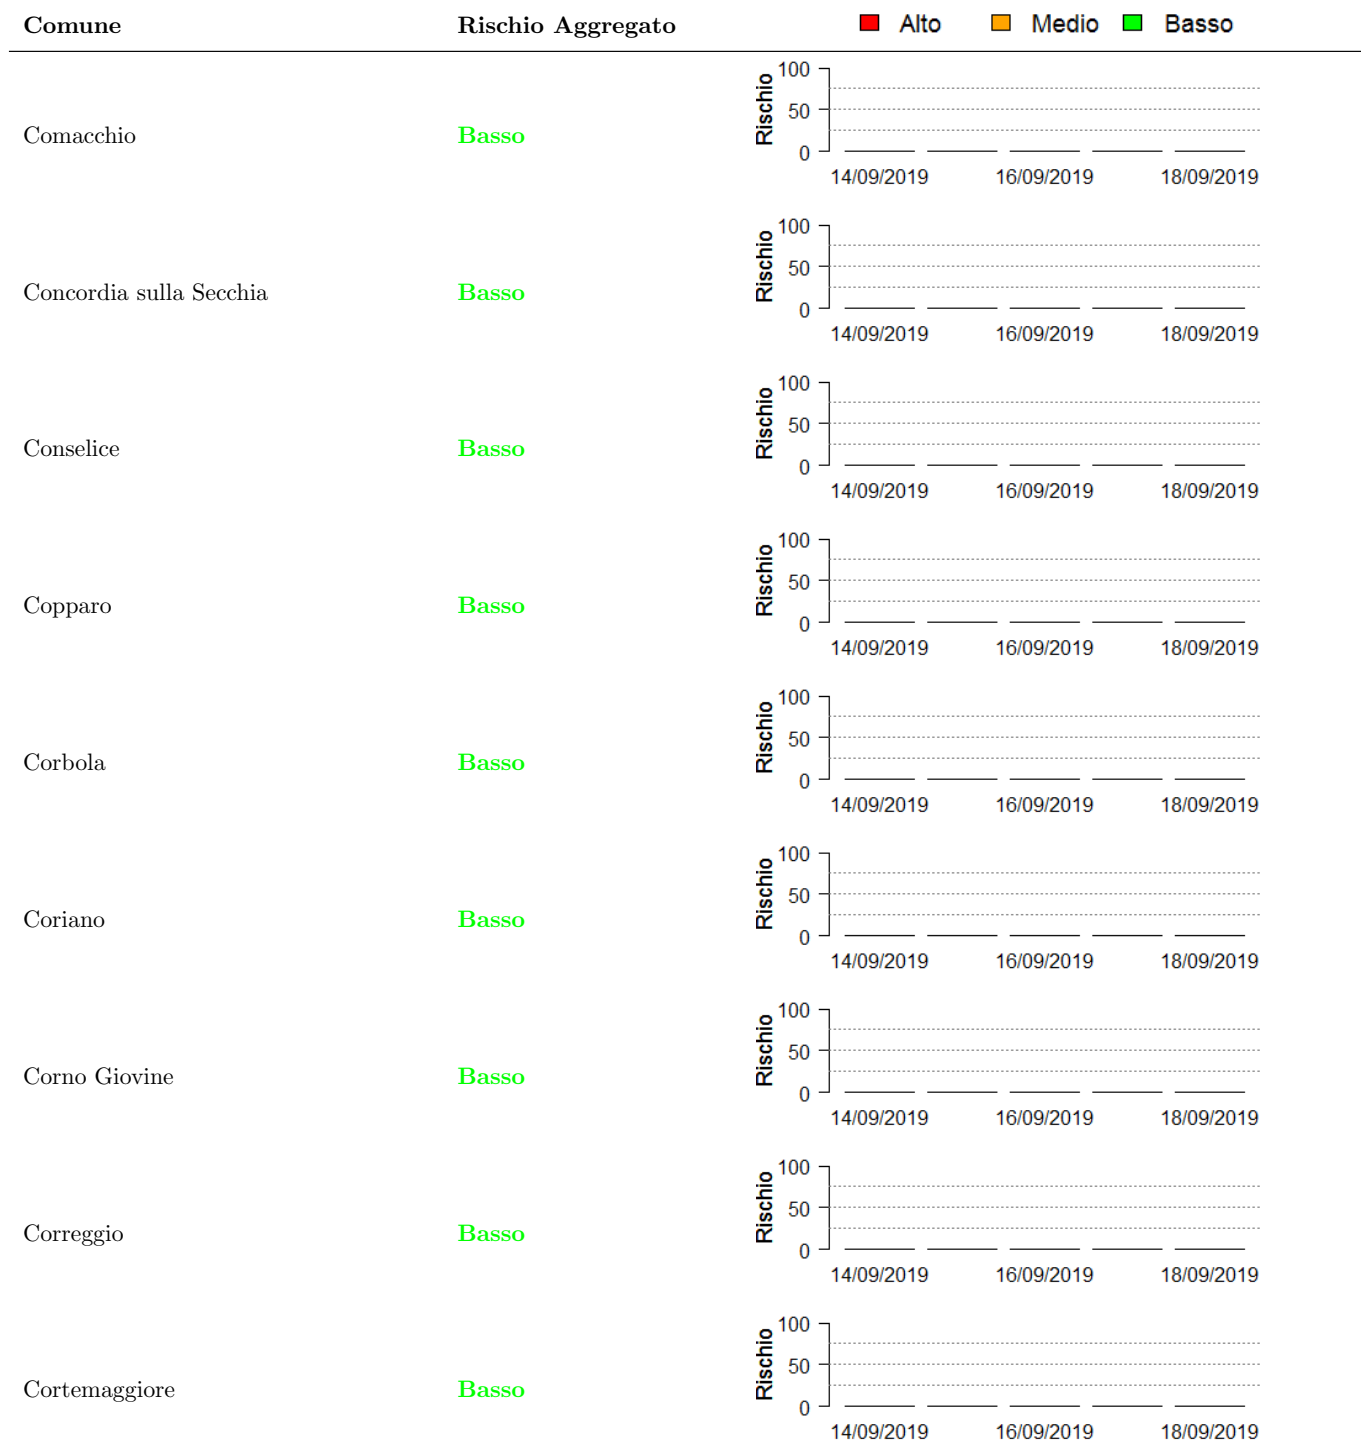 Comune Rischio Aggregato Alto Medio Basso
100
50
0
Rischio
Comacchio Basso
14/09/2019 16/09/2019 18/09/2019
100
50
0
Rischio
Concordia sulla Secchia Basso
14/09/2019 16/09/2019 18/09/2019
100
50
0
Rischio
Conselice Basso
14/09/2019 16/09/2019 18/09/2019
100
50
0
Rischio
Copparo Basso
14/09/2019 16/09/2019 18/09/2019
100
50
0
Rischio
Corbola Basso
14/09/2019 16/09/2019 18/09/2019
100
50
0
Rischio
Coriano Basso
14/09/2019 16/09/2019 18/09/2019
100
50
0
Rischio
Corno Giovine Basso
14/09/2019 16/09/2019 18/09/2019
100
50
0
Rischio
Correggio Basso
14/09/2019 16/09/2019 18/09/2019
100
50
0
Rischio
Cortemaggiore Basso
14/09/2019 16/09/2019 18/09/2019